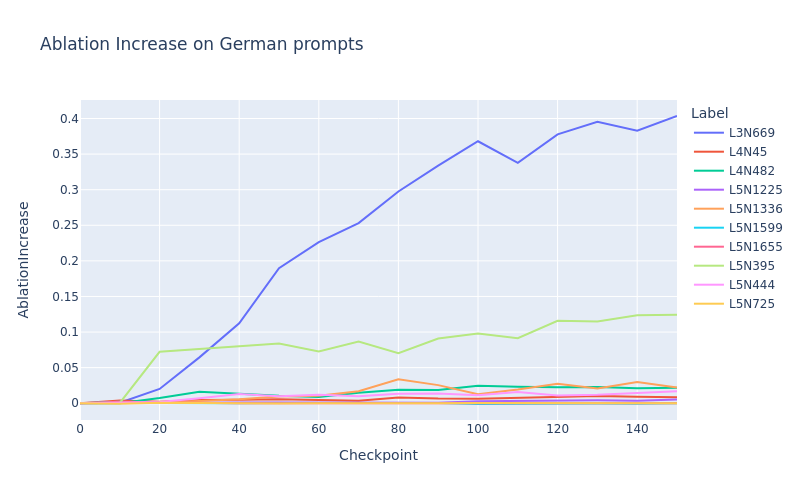 Ablation Increase on German prompts
AblationIncrease
0.4
0.35
0.3
0.25
0.2
0.15
0.1
0.05
0
0 20 40 60 80 100 120 140
Checkpoint
Label
L3N669
L4N45
L4N482
L5N1225
L5N1336
L5N1599
L5N1655
L5N395
L5N444
L5N725